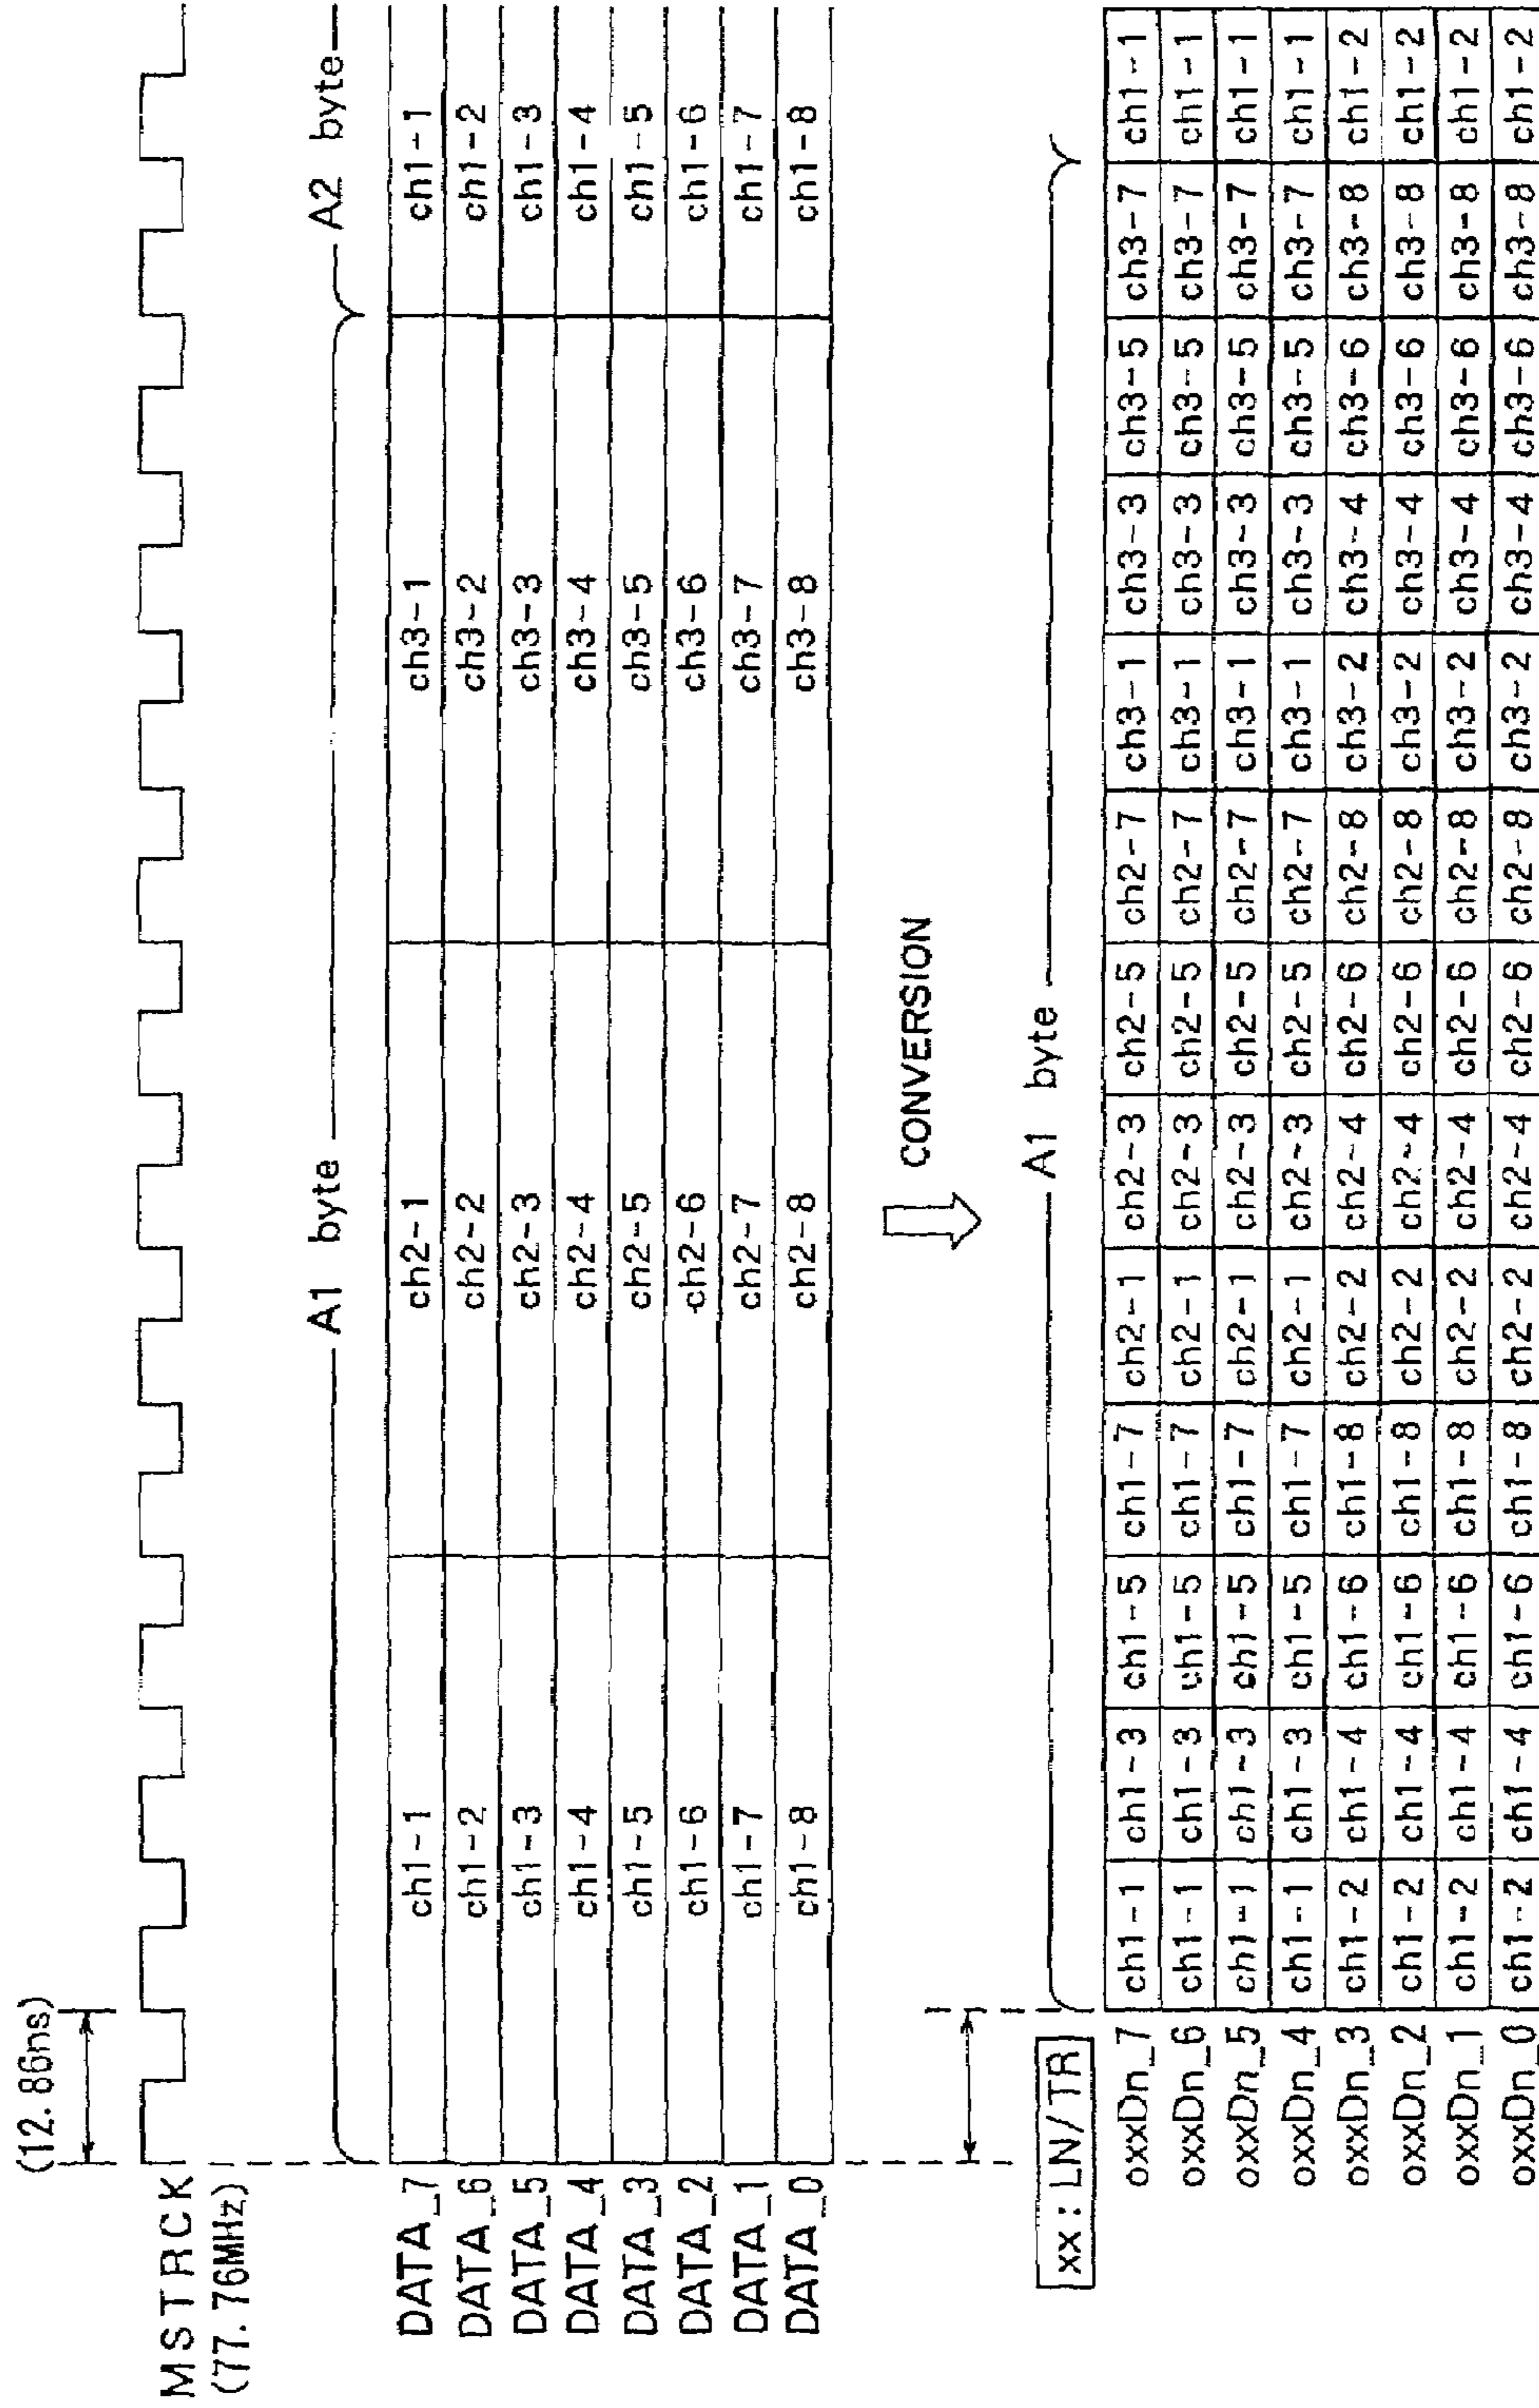 (12.86ns)
MSTRCK
(77.76MHz)
A1 byte A2 byte
DATA_7 ch1-1 ch2-1 ch3-1 ch1-1
DATA_6 ch1-2 ch2-2 ch3-2 ch1-2
DATA_5 ch1-3 ch2-3 ch3-3 ch1-3
DATA_4 ch1-4 ch2-4 ch3-4 ch1-4
DATA_3 ch1-5 ch2-5 ch3-5 ch1-5
DATA_2 ch1-6 ch2-6 ch3-6 ch1-6
DATA_1 ch1-7 ch2-7 ch3-7 ch1-7
DATA_0 ch1-8 ch2-8 ch3-8 ch1-8
CONVERSION
xx: LN/TR A1 byte
oxxDn_7 ch1-1 ch1-3 ch1-5 ch1-7 ch2-1 ch2-3 ch2-5 ch2-7 ch3-1 ch3-3 ch3-5 ch3-7 ch1-1
oxxDn_6 ch1-1 ch1-3 ch1-5 ch1-7 ch2-1 ch2-3 ch2-5 ch2-7 ch3-1 ch3-3 ch3-5 ch3-7 ch1-1
oxxDn_5 ch1-1 ch1-3 ch1-5 ch1-7 ch2-1 ch2-3 ch2-5 ch2-7 ch3-1 ch3-3 ch3-5 ch3-7 ch1-1
oxxDn_4 ch1-1 ch1-3 ch1-5 ch1-7 ch2-1 ch2-3 ch2-5 ch2-7 ch3-1 ch3-3 ch3-5 ch3-7 ch1-1
oxxDn_3 ch1-2 ch1-4 ch1-6 ch1-8 ch2-2 ch2-4 ch2-6 ch2-8 ch3-2 ch3-4 ch3-6 ch3-8 ch1-2
oxxDn_2 ch1-2 ch1-4 ch1-6 ch1-8 ch2-2 ch2-4 ch2-6 ch2-8 ch3-2 ch3-4 ch3-6 ch3-8 ch1-2
oxxDn_1 ch1-2 ch1-4 ch1-6 ch1-8 ch2-2 ch2-4 ch2-6 ch2-8 ch3-2 ch3-4 ch3-6 ch3-8 ch1-2
oxxDn_0 ch1-2 ch1-4 ch1-6 ch1-8 ch2-2 ch2-4 ch2-6 ch2-8 ch3-2 ch3-4 ch3-6 ch3-8 ch1-2